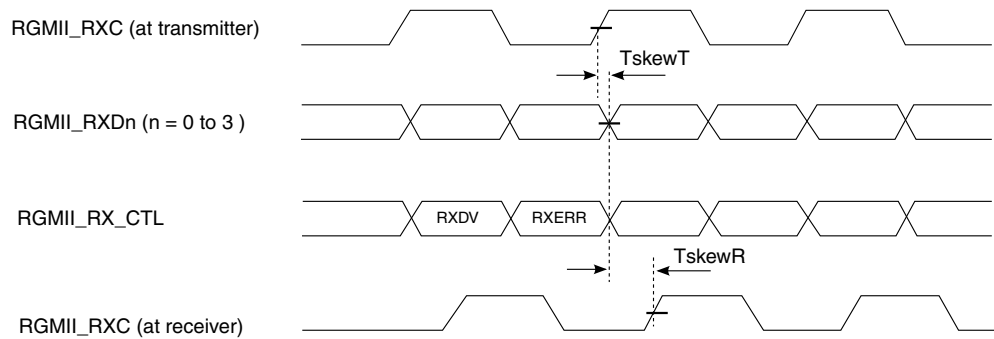 RGMII_RXC (at transmitter)
TskewT
RGMII_RXDn (n = 0 to 3 )
RGMII_RX_CTL
RXDV
RXERR
TskewR
RGMII_RXC (at receiver)